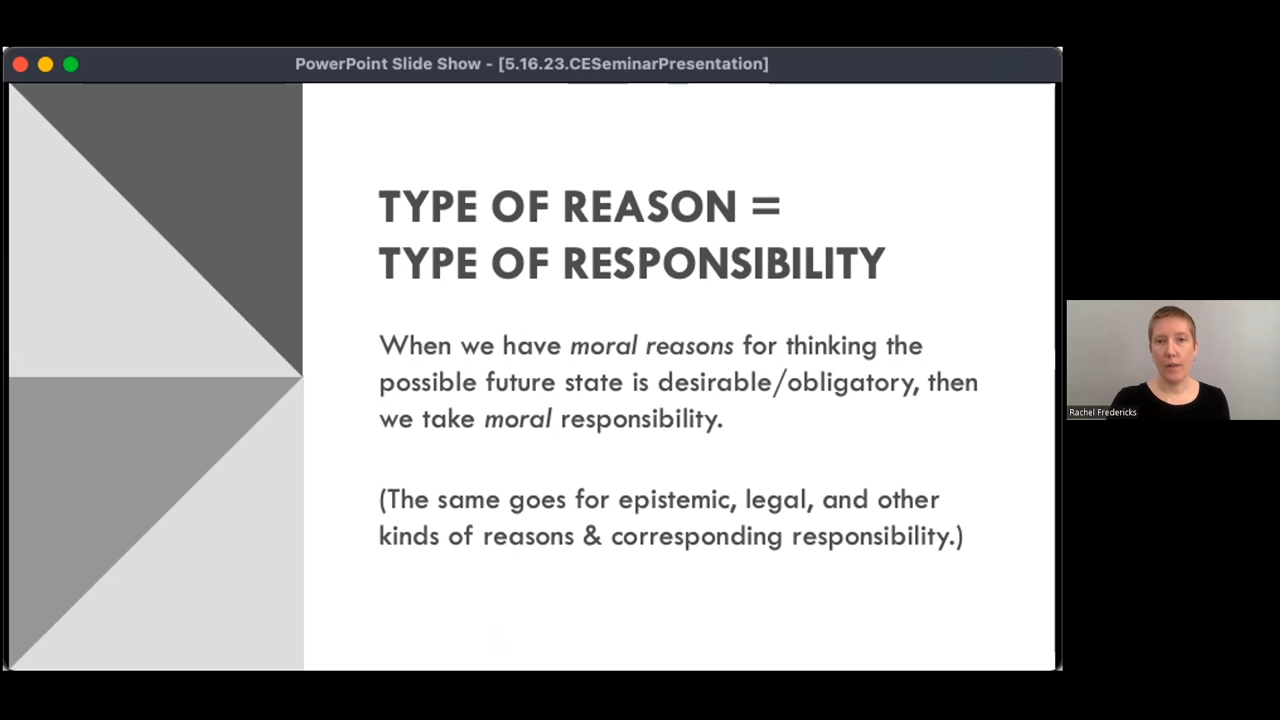 PowerPoint Slide Show - [5.16.23.CESeminarPresentation]
TYPE OF REASON =
TYPE OF RESPONSIBILITY
When we have moral reasons for thinking the
possible future state is desirable/obligatory, then
we take moral responsibility.
(The same goes for epistemic, legal, and other
kinds of reasons & corresponding responsibility.)
Rachel Fredericks